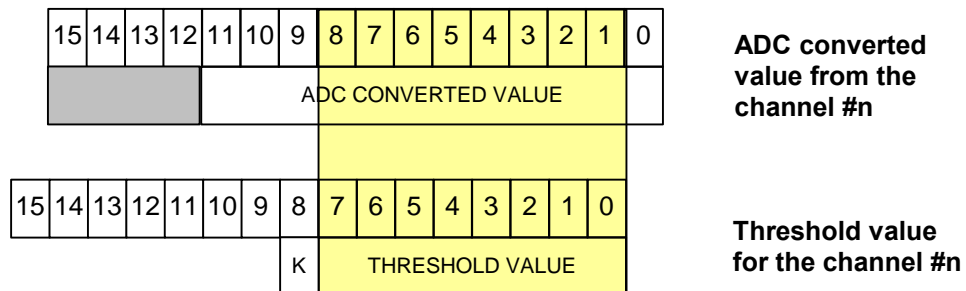 15 14 13 12 11 10 9 8 7 6 5 4 3 2 1 0
ADC CONVERTED VALUE
ADC converted
value from the
channel #n
15 14 13 12 11 10 9 8 7 6 5 4 3 2 1 0
K THRESHOLD VALUE
Threshold value
for the channel #n